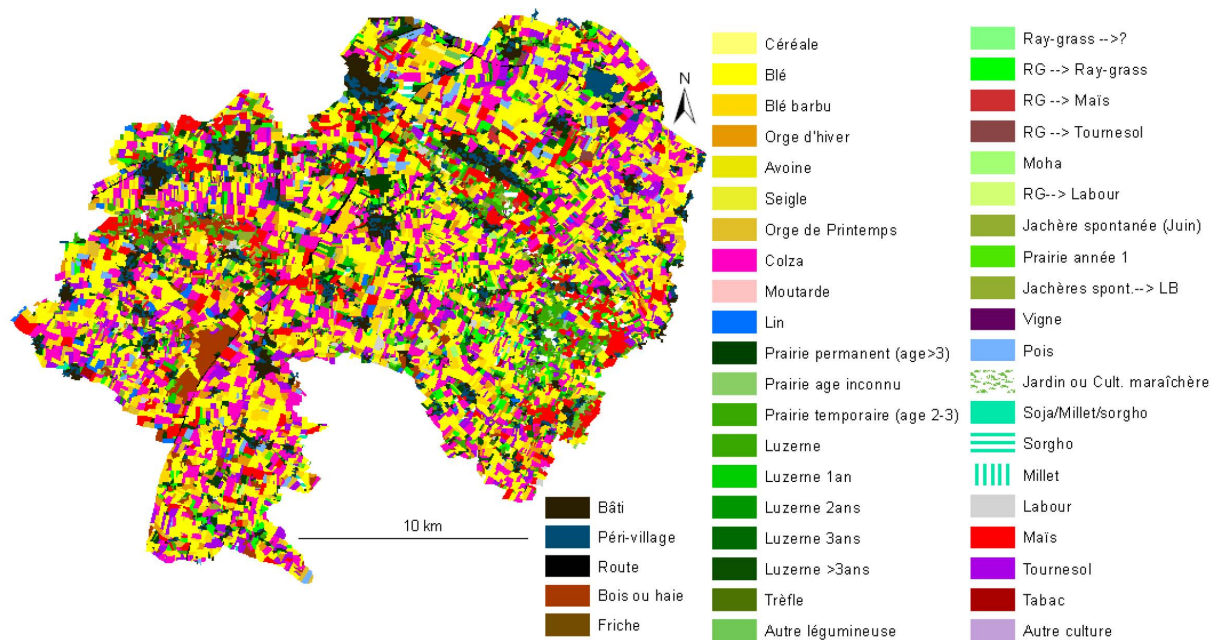 N
10 km
Bâti
Péri-village
Route
Bois ou haie
Friche
Céréale
Blé
Blé barbu
Orge d'hiver
Avoine
Seigle
Orge de Printemps
Colza
Moutarde
Lin
Prairie permanent (age>3)
Prairie age inconnu
Prairie temporaire (age 2-3)
Luzerne
Luzerne 1an
Luzerne 2ans
Luzerne 3ans
Luzerne >3ans
Trèfle
Autre légumineuse
Ray-grass -->?
RG --> Ray-grass
RG --> Maïs
RG --> Tournesol
Moha
RG--> Labour
Jachère spontanée (Juin)
Prairie année 1
Jachères spont.--> LB
Vigne
Pois
Jardin ou Cult. maraîchère
Soja/Millet/sorgho
Sorgho
Millet
Labour
Maïs
Tournesol
Tabac
Autre culture